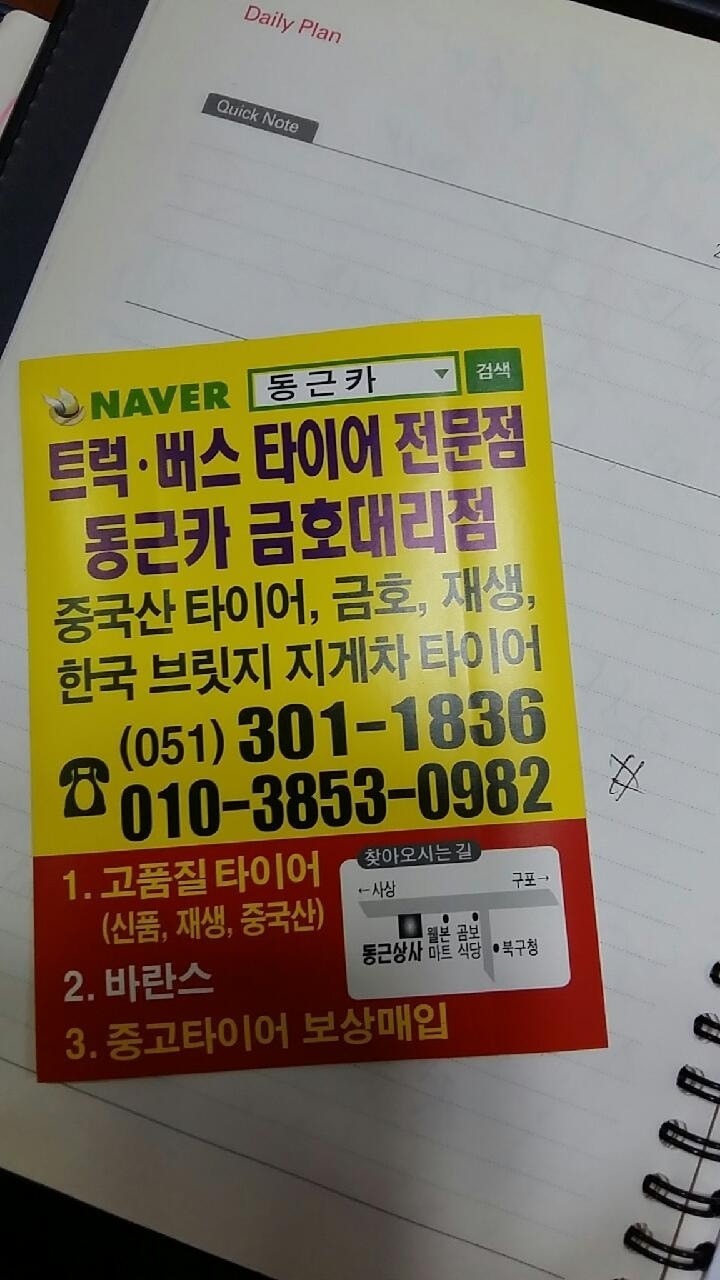 Daily Plan
Quick Note
NAVER 동근카 검색
트럭·버스 타이어 전문점
동근카 금호대리점
중국산 타이어, 금호, 재생,
한국 브릿지 지게차 타이어
(051) 301-1836
010-3853-0982
1. 고품질 타이어
(신품, 재생, 중국산)
2. 바란스
3. 중고타이어 보상매입
찾아오시는 길
←사상 구포→
동근상사 웰본마트 곰보식당 북구청